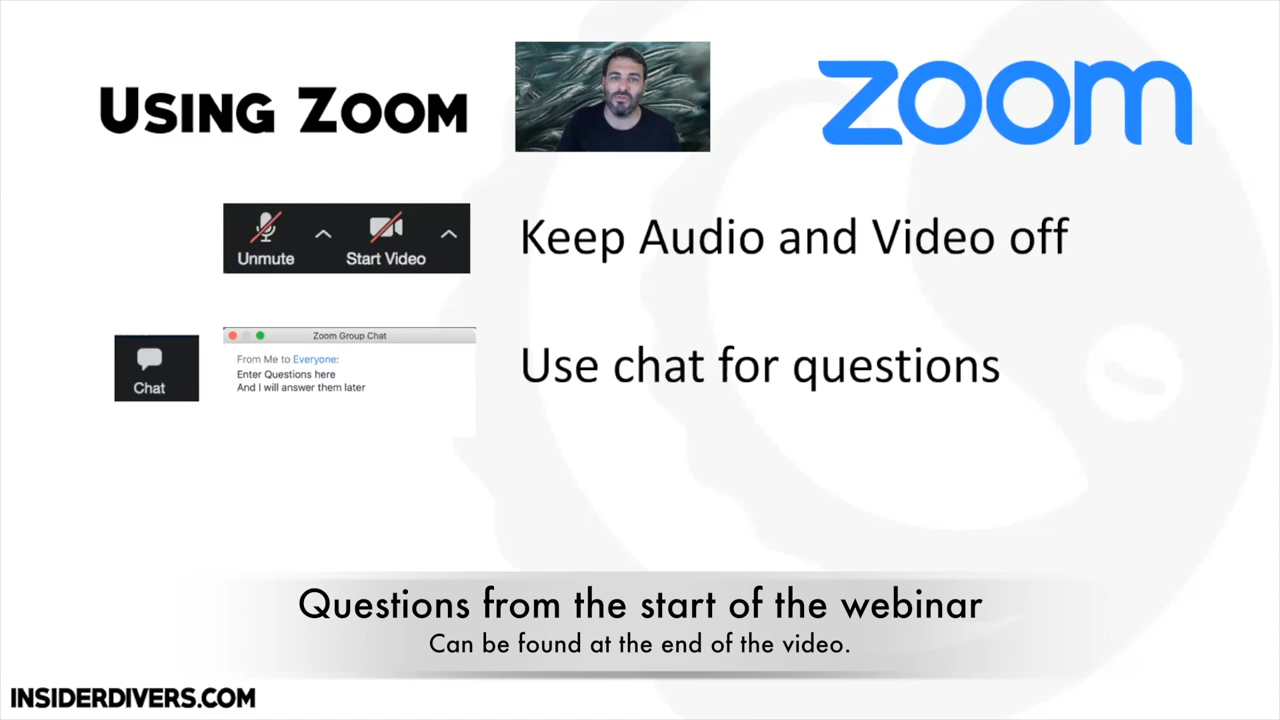 USING ZOOM
zoom
Unmute
Start Video
Keep Audio and Video off
Chat
Zoom Group Chat
From Me to Everyone:
Enter Questions here
And I will answer them later
Use chat for questions
Questions from the start of the webinar
Can be found at the end of the video.
INSIDERDIVERS.COM